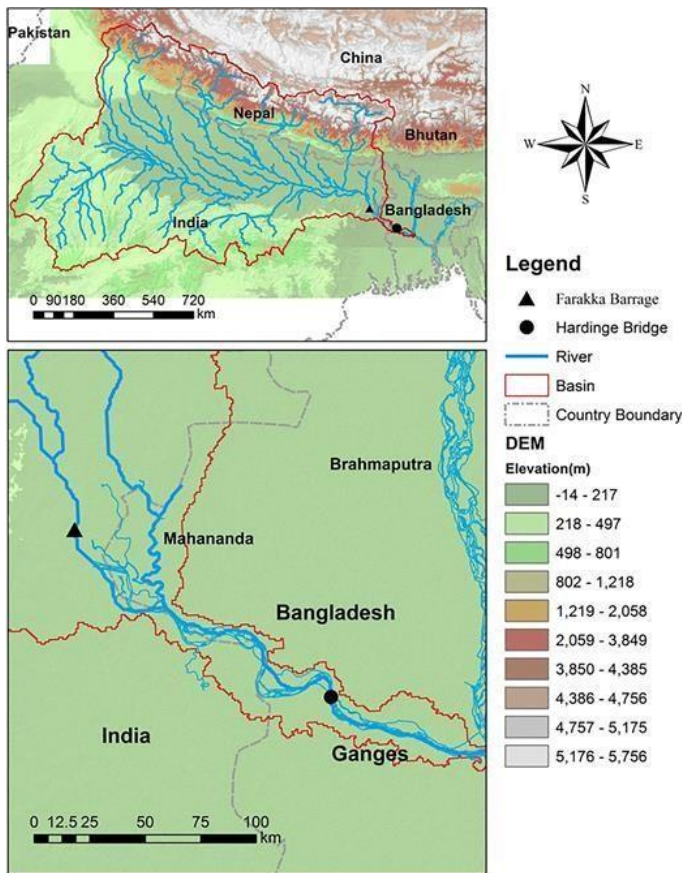 Pakistan
China
Nepal
Bhutan
India
Bangladesh
0 90 180 360 540 720
km
N
W E
S
Legend
Farakka Barrage
Hardinge Bridge
River
Basin
Country Boundary
DEM
Elevation(m)
-14 - 217
218 - 497
498 - 801
802 - 1,218
1,219 - 2,058
2,059 - 3,849
3,850 - 4,385
4,386 - 4,756
4,757 - 5,175
5,176 - 5,756
Brahmaputra
Mahananda
Bangladesh
India
Ganges
0 12.5 25 50 75 100
km